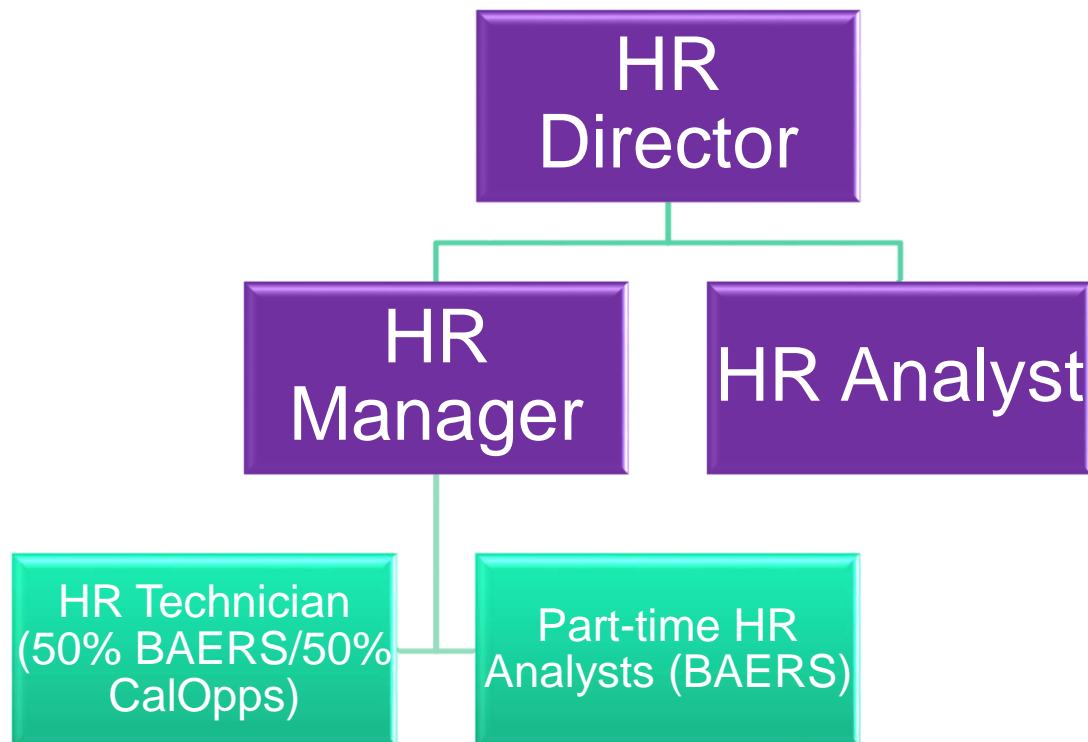 HR
Director
HR
Manager
HR Analyst
HR Technician
(50% BAERS/50%
CalOpps)
Part-time HR
Analysts (BAERS)